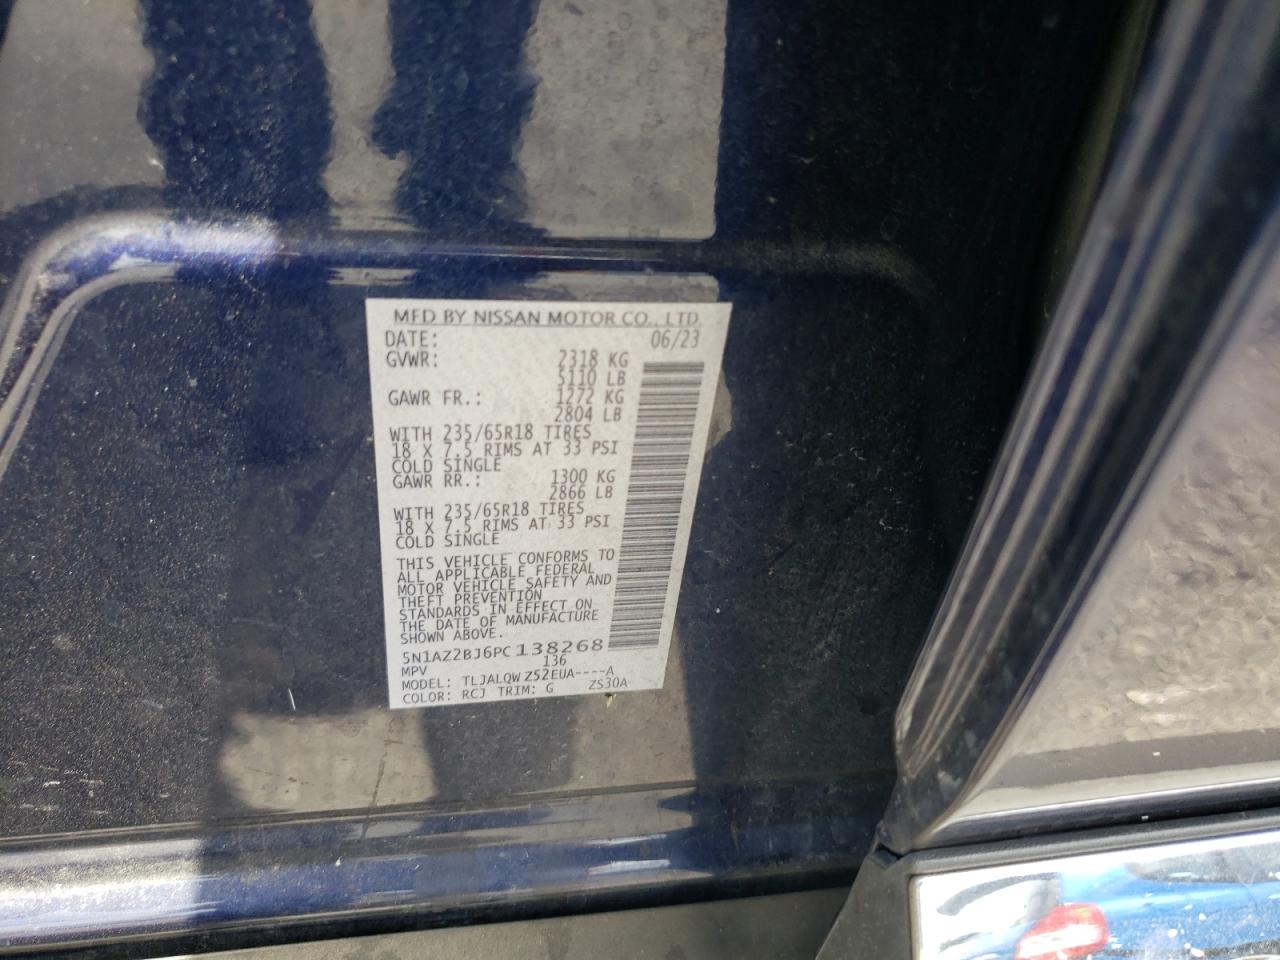 MFD BY NISSAN MOTOR CO., LTD.
DATE: 06/23
GVWR: 2318 KG
5110 LB
GAWR FR.: 1272 KG
2804 LB
WITH 235/65R18 TIRES
18 X 7.5 RIMS AT 33 PSI
COLD SINGLE
GAWR RR.: 1300 KG
2866 LB
WITH 235/65R18 TIRES
18 X 7.5 RIMS AT 33 PSI
COLD SINGLE
THIS VEHICLE CONFORMS TO
ALL APPLICABLE FEDERAL
MOTOR VEHICLE SAFETY AND
THEFT PREVENTION
STANDARDS IN EFFECT ON
THE DATE OF MANUFACTURE
SHOWN ABOVE.
5N1AZ2BJ6PC138268
MPV 136
MODEL: TLJALQWZ52EUA----A
COLOR: RCJ TRIM: G ZS30A